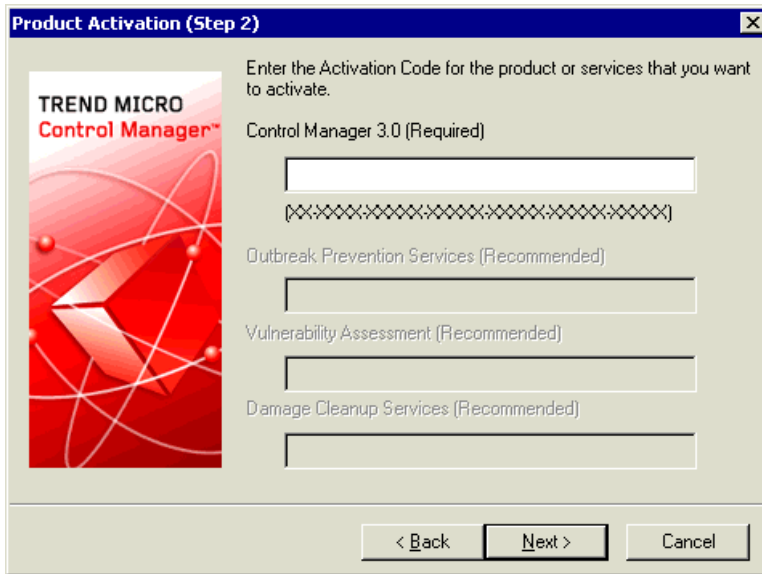 Product Activation (Step 2)
TREND MICRO
Control Manager™
Enter the Activation Code for the product or services that you want
to activate.
Control Manager 3.0 (Required)
(XX-XXXX-XXXXX-XXXXX-XXXXX-XXXXX-XXXXX)
Outbreak Prevention Services (Recommended)
Vulnerability Assessment (Recommended)
Damage Cleanup Services (Recommended)
< Back
Next >
Cancel